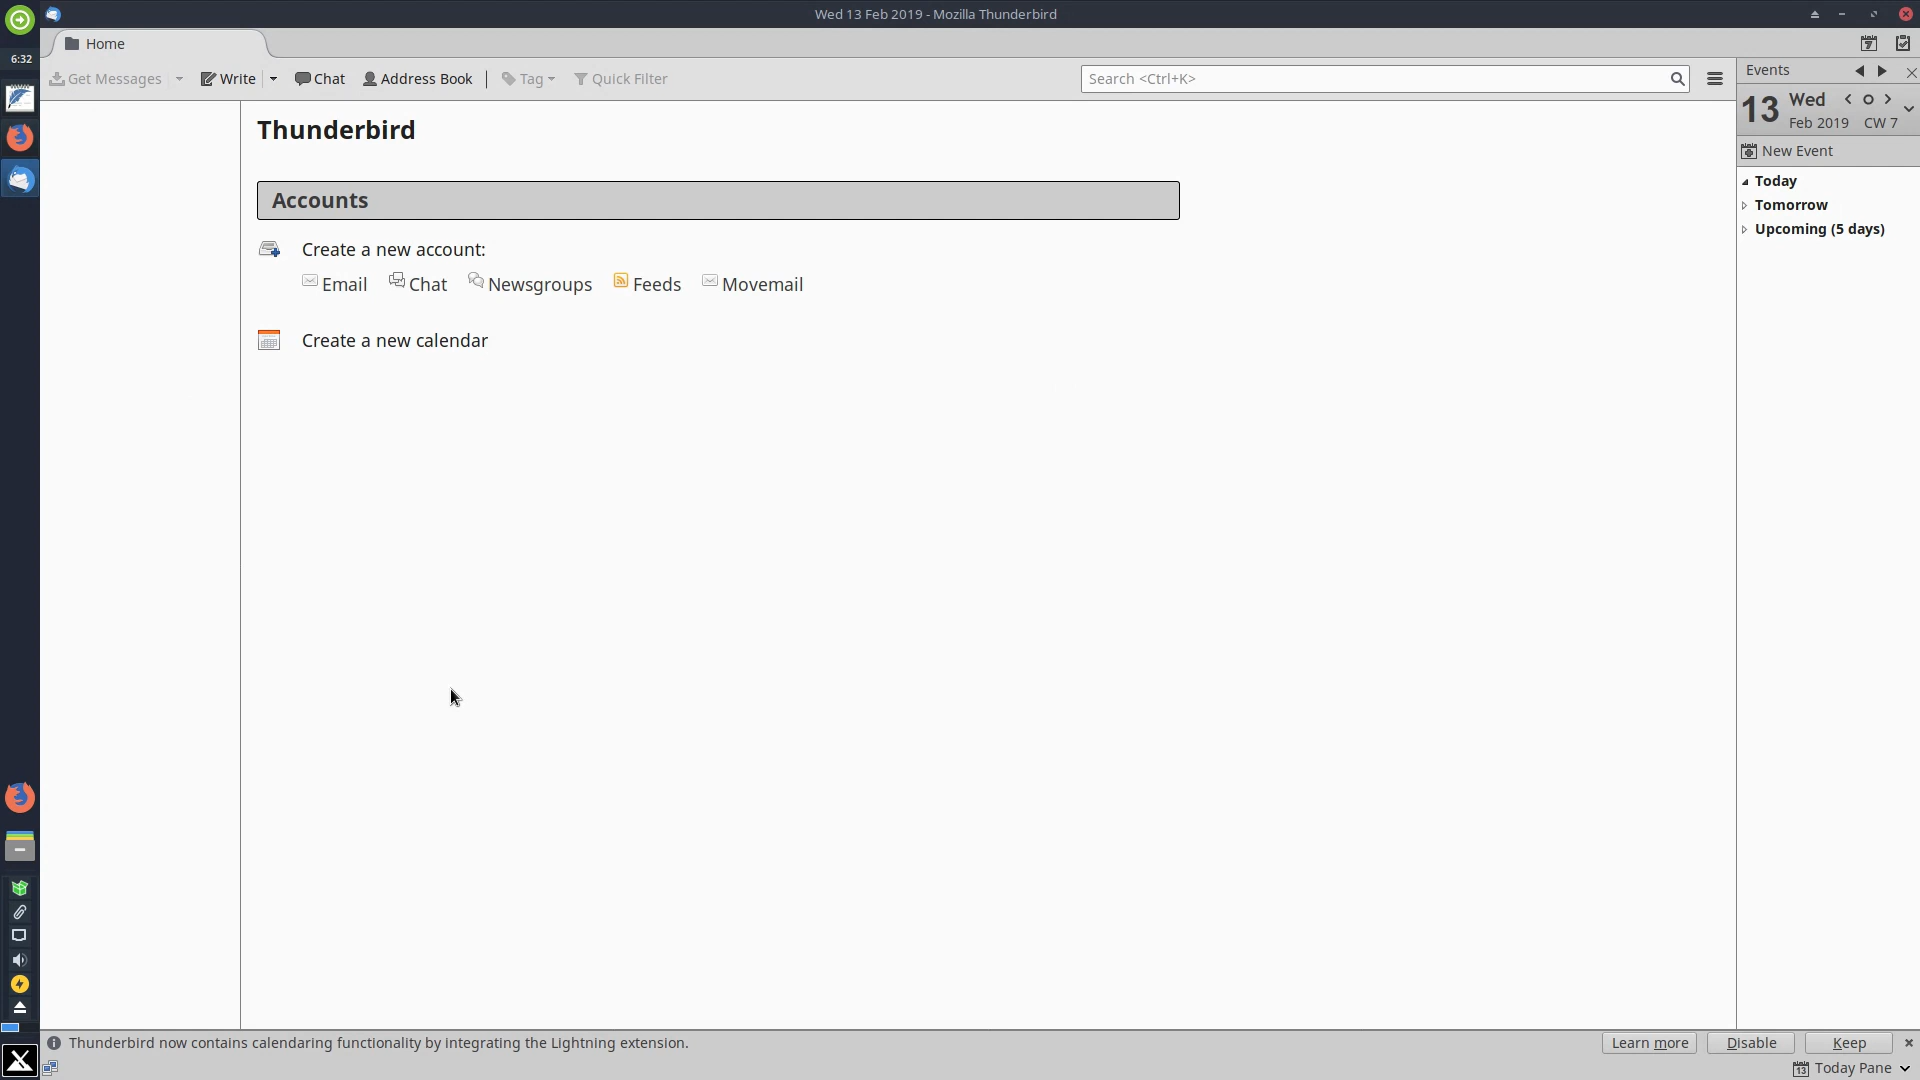 Wed 13 Feb 2019 - Mozilla Thunderbird
Home
6:32
Get Messages
Write
Chat
Address Book
Tag
Quick Filter
Search <Ctrl+K>
Events
13
Wed
Feb 2019
CW 7
New Event
Today
Tomorrow
Upcoming (5 days)
Thunderbird
Accounts
Create a new account:
Email
Chat
Newsgroups
Feeds
Movemail
Create a new calendar
Thunderbird now contains calendaring functionality by integrating the Lightning extension.
Learn more
Disable
Keep
13
Today Pane